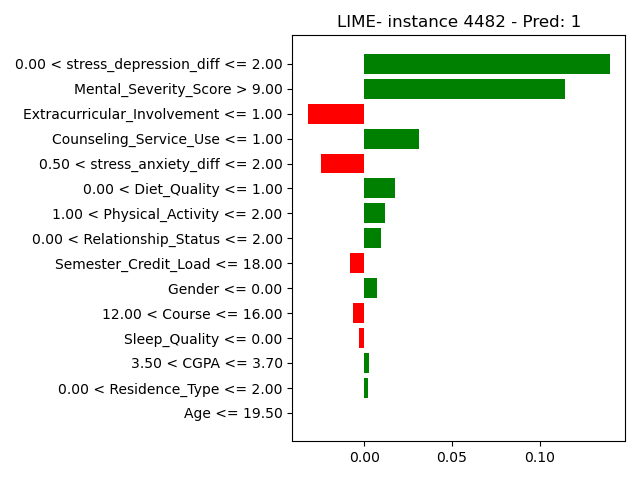 LIME- instance 4482 - Pred: 1
0.00 < stress_depression_diff <= 2.00
Mental_Severity_Score > 9.00
Extracurricular_Involvement <= 1.00
Counseling_Service_Use <= 1.00
0.50 < stress_anxiety_diff <= 2.00
0.00 < Diet_Quality <= 1.00
1.00 < Physical_Activity <= 2.00
0.00 < Relationship_Status <= 2.00
Semester_Credit_Load <= 18.00
Gender <= 0.00
12.00 < Course <= 16.00
Sleep_Quality <= 0.00
3.50 < CGPA <= 3.70
0.00 < Residence_Type <= 2.00
Age <= 19.50
0.00 0.05 0.10